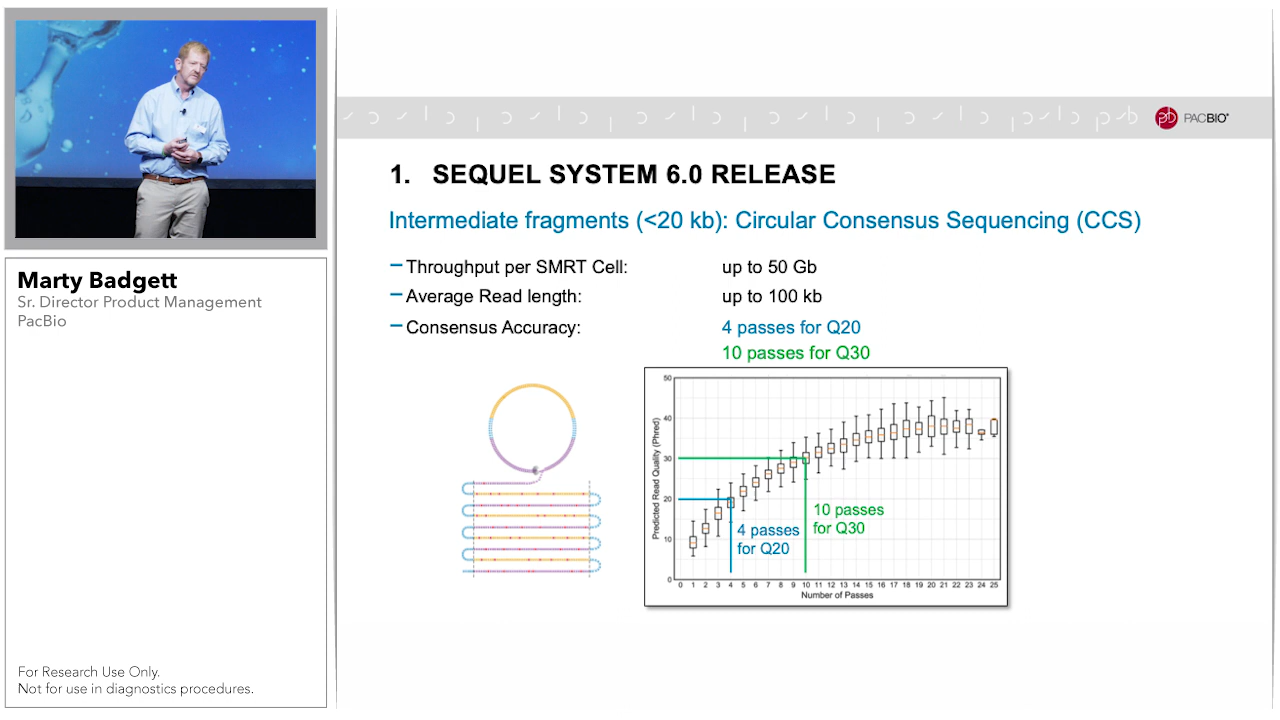 Marty Badgett
Sr. Director Product Management
PacBio
For Research Use Only.
Not for use in diagnostics procedures.
PACBIO®
1. SEQUEL SYSTEM 6.0 RELEASE
Intermediate fragments (<20 kb): Circular Consensus Sequencing (CCS)
– Throughput per SMRT Cell: up to 50 Gb
– Average Read length: up to 100 kb
– Consensus Accuracy: 4 passes for Q20
10 passes for Q30
Predicted Read Quality (Phred)
50
40
30
20
10
0
4 passes
for Q20
10 passes
for Q30
0 1 2 3 4 5 6 7 8 9 10 11 12 13 14 15 16 17 18 19 20 21 22 23 24 25
Number of Passes